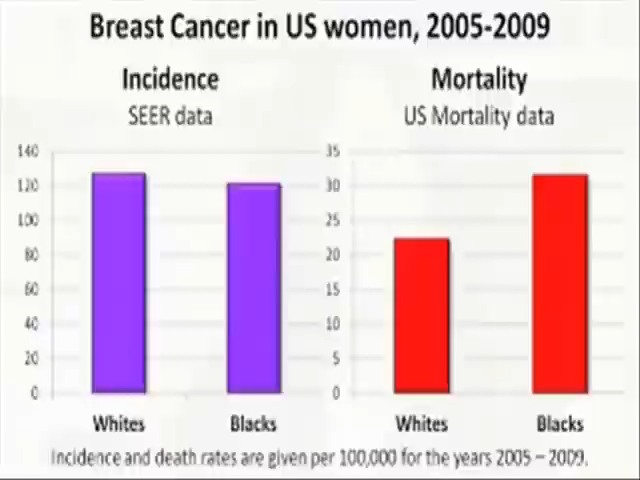 Breast Cancer in US women, 2005-2009
Incidence
Mortality
SEER data
US Mortality data
140
120
100
80
60
40
20
0
Whites
Blacks
35
30
25
20
15
10
5
0
Whites
Blacks
Incidence and death rates are given per 100,000 for the years 2005 – 2009.